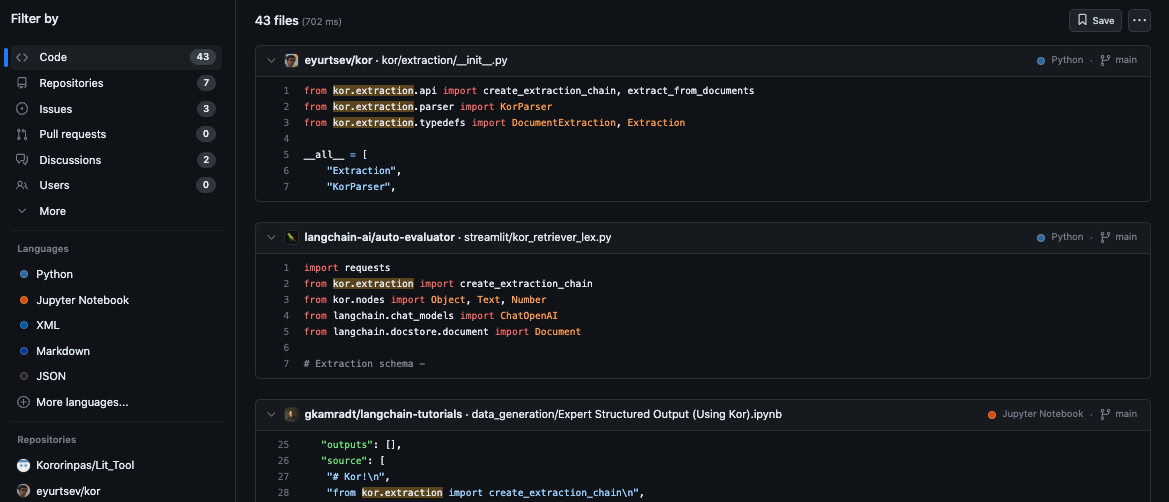 Filter by
Code 43
Repositories 7
Issues 3
Pull requests 0
Discussions 2
Users 0
More
Languages
Python
Jupyter Notebook
XML
Markdown
JSON
More languages...
Repositories
Kororinpas/Lit_Tool
eyurtsev/kor
43 files (702 ms)
Save
eyurtsev/kor · kor/extraction/__init__.py
Python · main
1 from kor.extraction.api import create_extraction_chain, extract_from_documents
2 from kor.extraction.parser import KorParser
3 from kor.extraction.typedefs import DocumentExtraction, Extraction
4
5 __all__ = [
6 "Extraction",
7 "KorParser",
langchain-ai/auto-evaluator · streamlit/kor_retriever_lex.py
Python · main
1 import requests
2 from kor.extraction import create_extraction_chain
3 from kor.nodes import Object, Text, Number
4 from langchain.chat_models import ChatOpenAI
5 from langchain.docstore.document import Document
6
7 # Extraction schema -
gkamradt/langchain-tutorials · data_generation/Expert Structured Output (Using Kor).ipynb
Jupyter Notebook · main
25 "outputs": [],
26 "source": [
27 "# Kor!\n",
28 "from kor.extraction import create_extraction_chain\n",